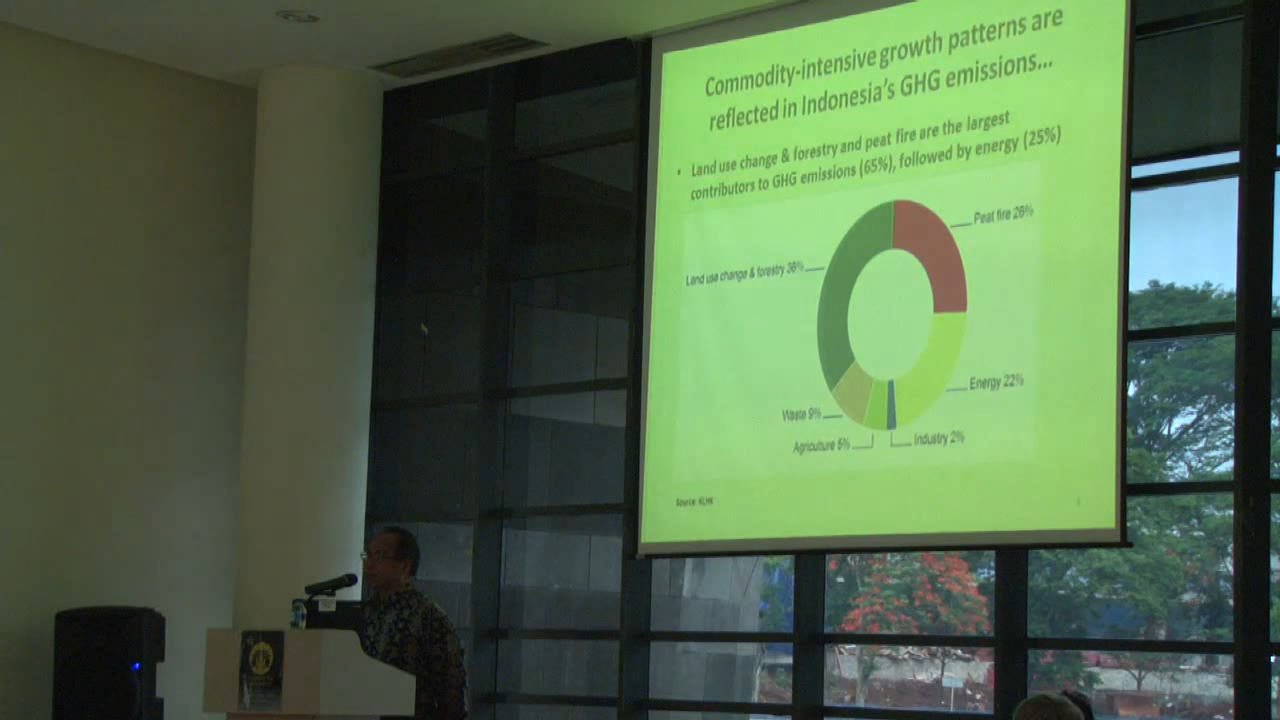 Commodity-intensive growth patterns are
reflected in Indonesia's GHG emissions...
• Land use change & forestry and peat fire are the largest
contributors to GHG emissions (65%), followed by energy (25%)
Peat fire 26%
Land use change & forestry 36%
Energy 22%
Waste 9%
Agriculture 5%
Industry 2%
Source: KLHK